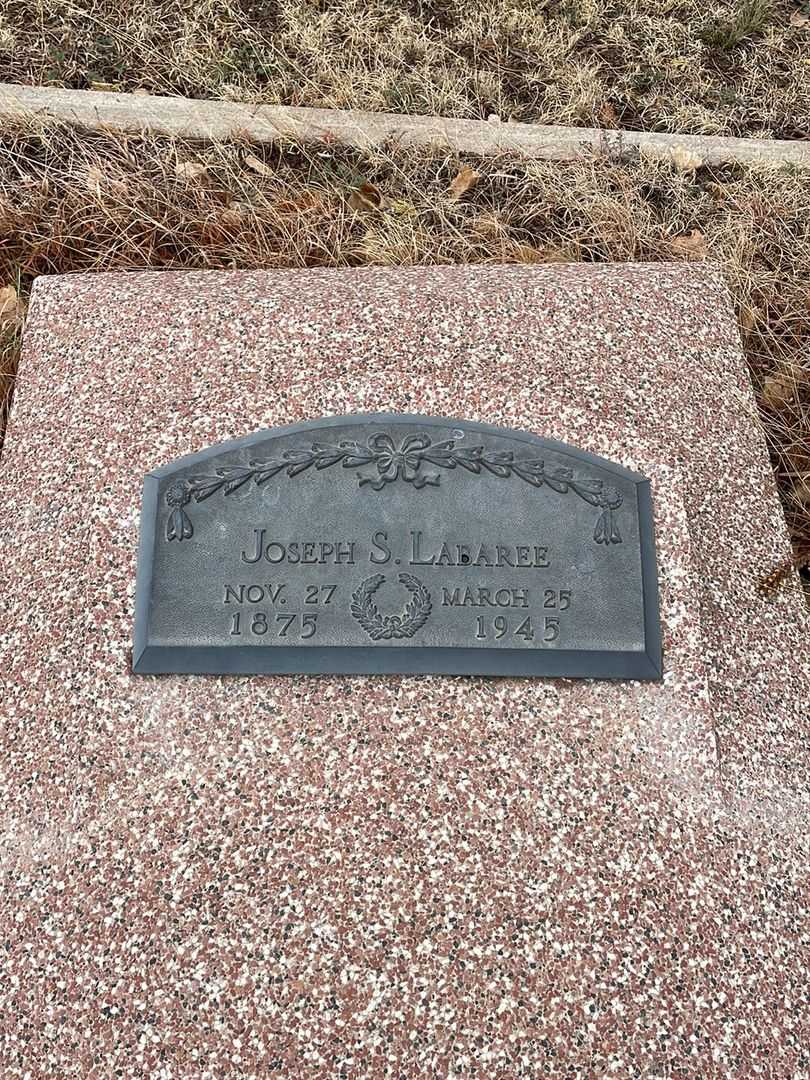 Joseph S. Labaree
NOV. 27 MARCH 25
1875 1945